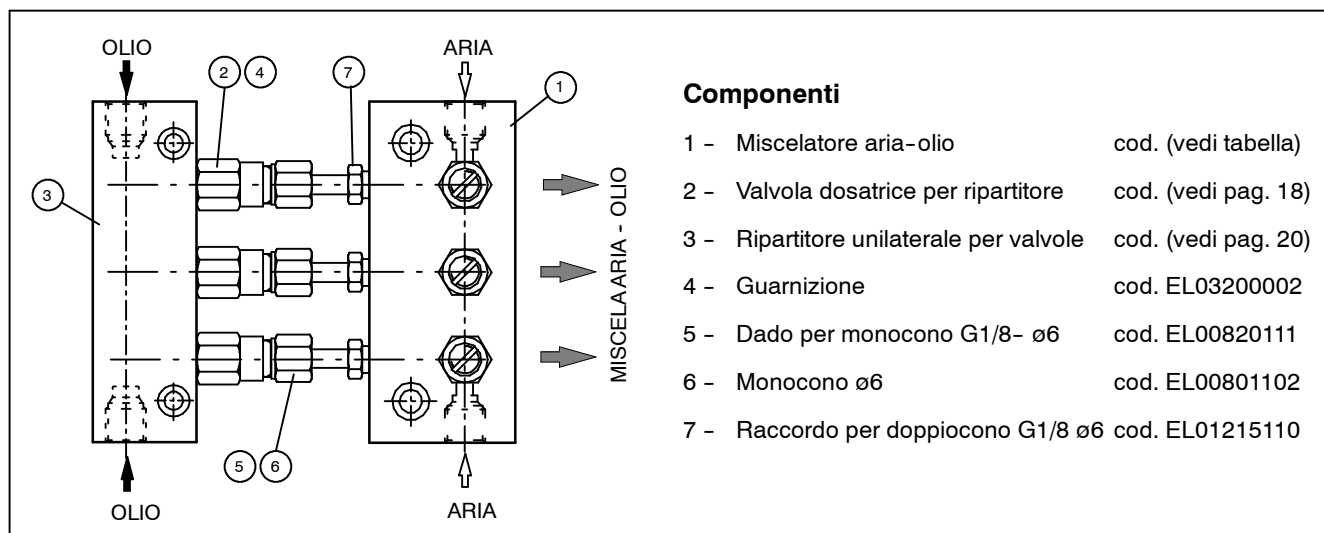 OLIO
ARIA
2 4 7
1
3
MISCELA ARIA - OLIO
5 6
OLIO
ARIA
Componenti
1 - Miscelatore aria-olio cod. (vedi tabella)
2 - Valvola dosatrice per ripartitore cod. (vedi pag. 18)
3 - Ripartitore unilaterale per valvole cod. (vedi pag. 20)
4 - Guarnizione cod. EL03200002
5 - Dado per monocono G1/8- ø6 cod. EL00820111
6 - Monocono ø6 cod. EL00801102
7 - Raccordo per doppiocono G1/8 ø6 cod. EL01215110